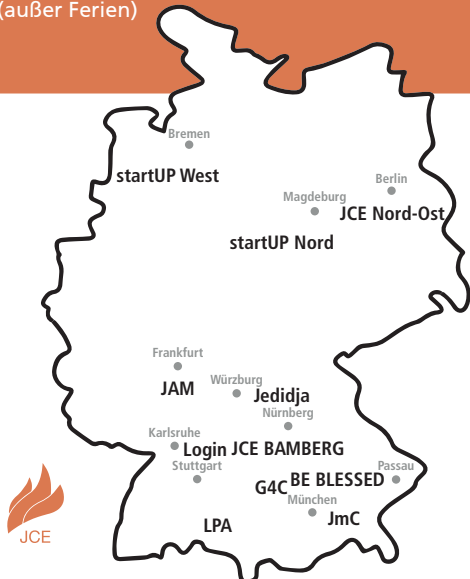 (außer Ferien)
Bremen
startUP West
Berlin
Magdeburg
JCE Nord-Ost
startUP Nord
Frankfurt
JAM
Würzburg
Jedidja
Nürnberg
Karlsruhe
Login JCE BAMBERG
Stuttgart
Passau
G4C BE BLESSED
München
LPA
JmC
JCE